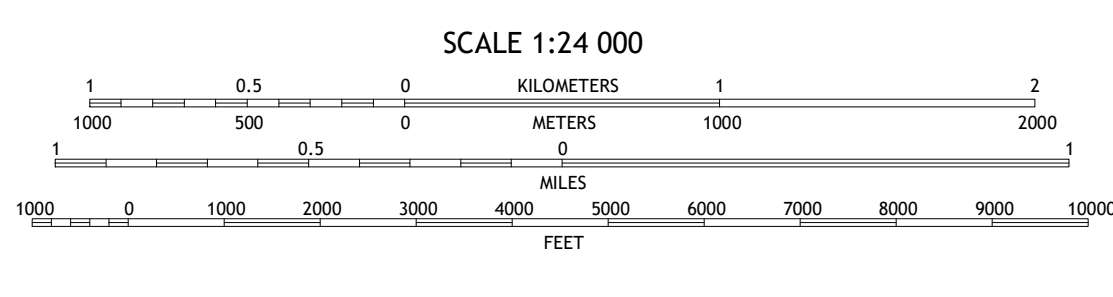 SCALE 1:24 000
1 0.5 0 KILOMETERS 1 2
1000 500 0 METERS 1000 2000
1 0.5 0 1
MILES
1000 0 1000 2000 3000 4000 5000 6000 7000 8000 9000 10000
FEET